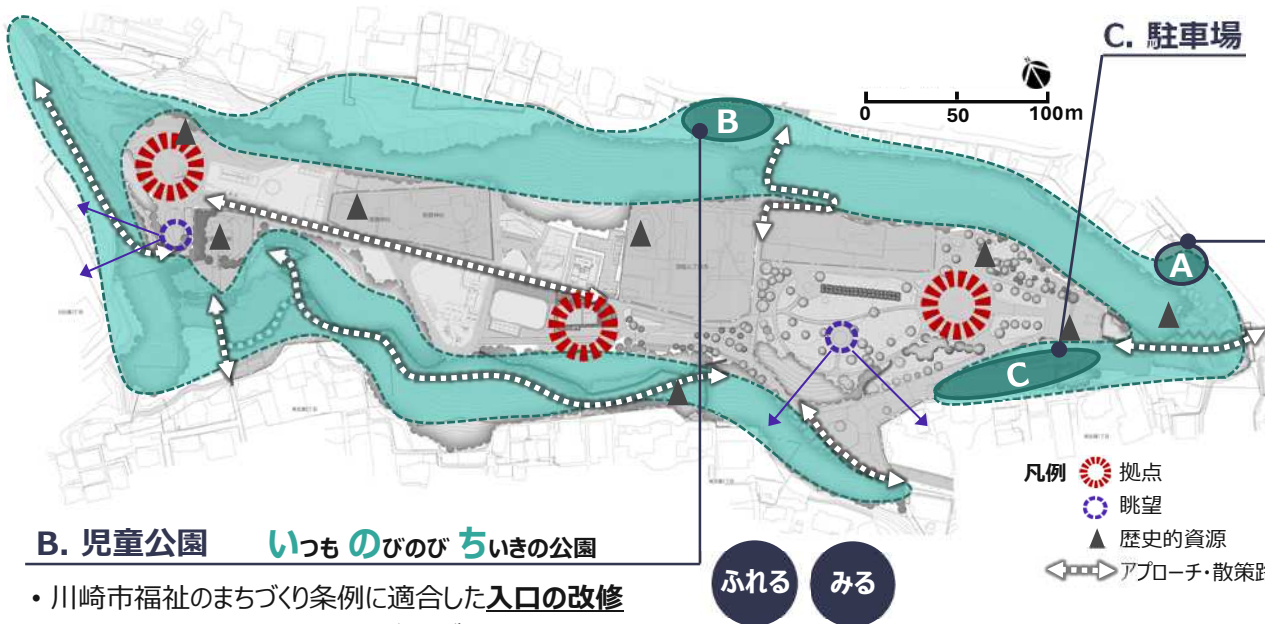 C. 駐車場
0 50 100m
B
A
C
凡例
拠点
眺望
歴史的資源
アプローチ・散策路
B. 児童公園 いつも のびのび ちいきの公園
・川崎市福祉のまちづくり条例に適合した入口の改修
ふれる みる